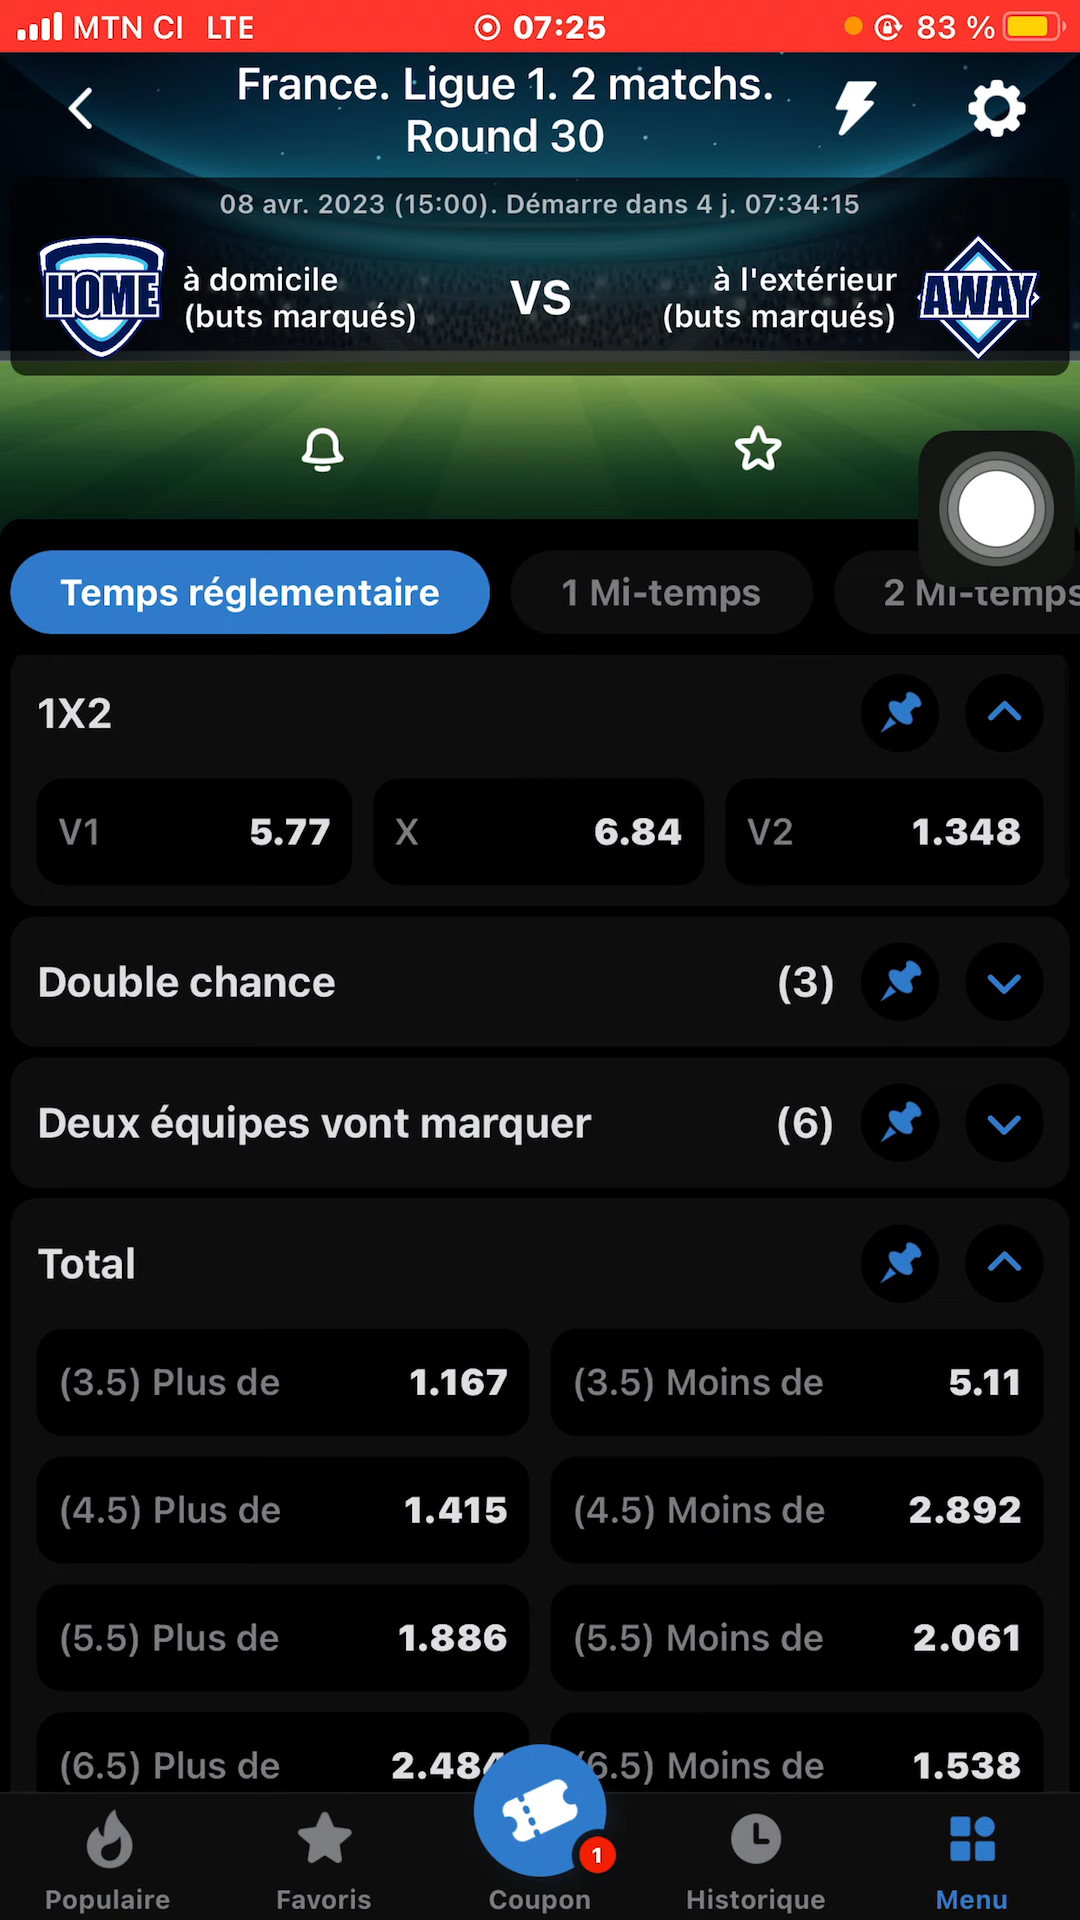 MTN CI LTE 07:25 83 %
France. Ligue 1. 2 matchs.
Round 30
08 avr. 2023 (15:00). Démarre dans 4 j. 07:34:15
HOME
à domicile
(buts marqués)
VS
à l'extérieur
(buts marqués)
AWAY
Temps réglementaire 1 Mi-temps 2 Mi-temps
1X2
V1 5.77 X 6.84 V2 1.348
Double chance (3)
Deux équipes vont marquer (6)
Total
(3.5) Plus de 1.167 (3.5) Moins de 5.11
(4.5) Plus de 1.415 (4.5) Moins de 2.892
(5.5) Plus de 1.886 (5.5) Moins de 2.061
(6.5) Plus de 2.484 (6.5) Moins de 1.538
1
Populaire Favoris Coupon Historique Menu